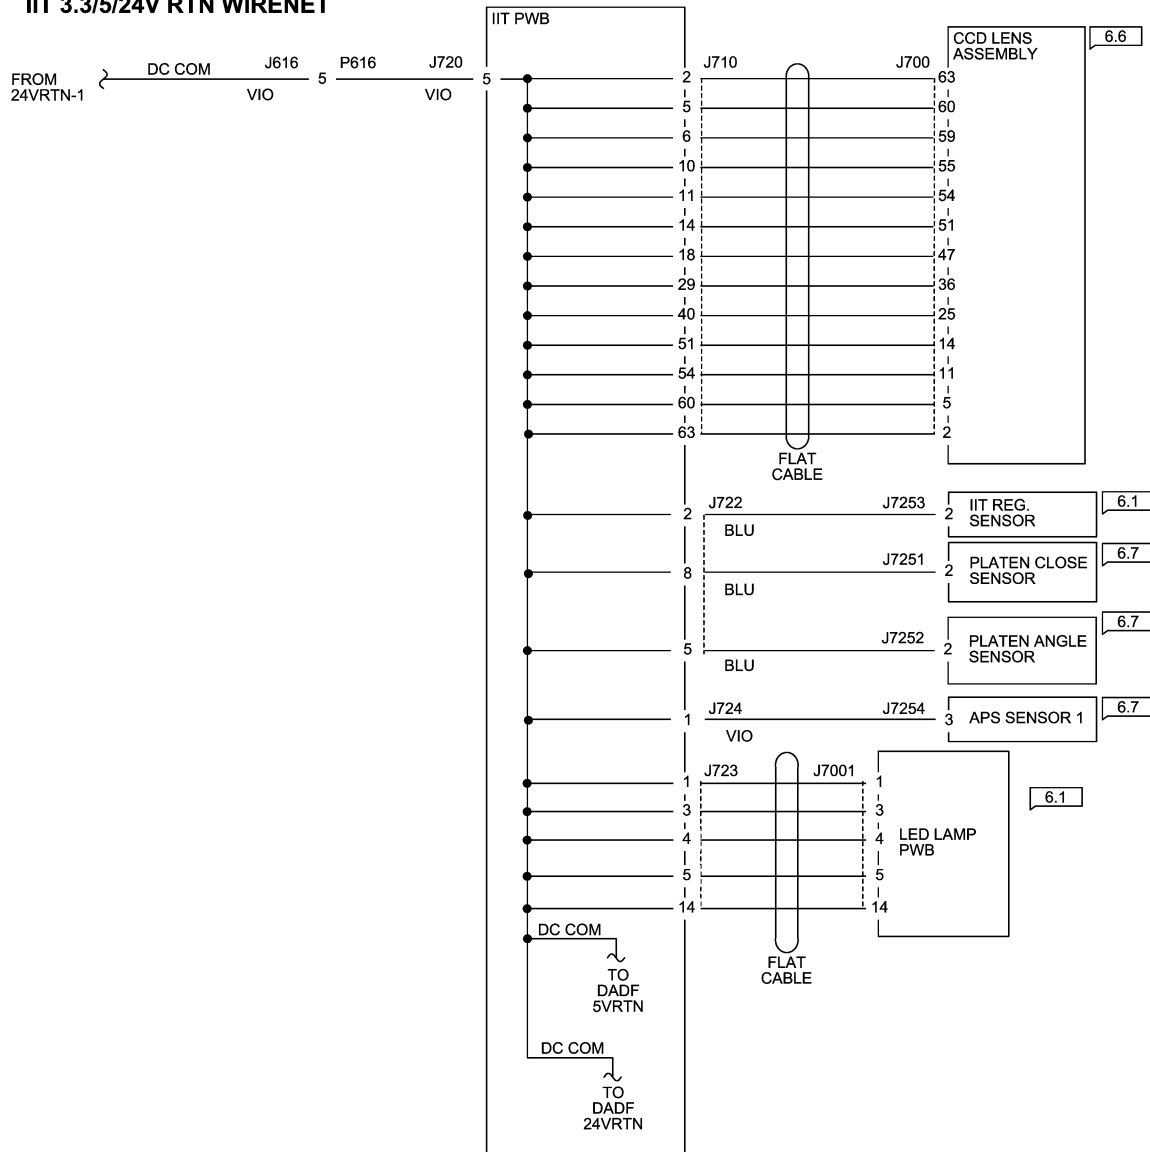 IIT 3.3/5/24V RTN WIRENET
IIT PWB
CCD LENS
ASSEMBLY
6.6
FROM
24VRTN-1
DC COM
VIO
J616
5
P616
J720
VIO
5
J710
J700
2 63
5 60
6 59
10 55
11 54
14 51
18 47
29 36
40 25
51 14
54 11
60 5
63 2
FLAT
CABLE
2
J722
BLU
J7253
2
IIT REG.
SENSOR
6.1
8
BLU
J7251
2
PLATEN CLOSE
SENSOR
6.7
5
BLU
J7252
2
PLATEN ANGLE
SENSOR
6.7
1
J724
VIO
J7254
3
APS SENSOR 1
6.7
J723
J7001
1 1
3 3
4 4
5 5
14 14
LED LAMP
PWB
6.1
FLAT
CABLE
DC COM
TO
DADF
5VRTN
DC COM
TO
DADF
24VRTN